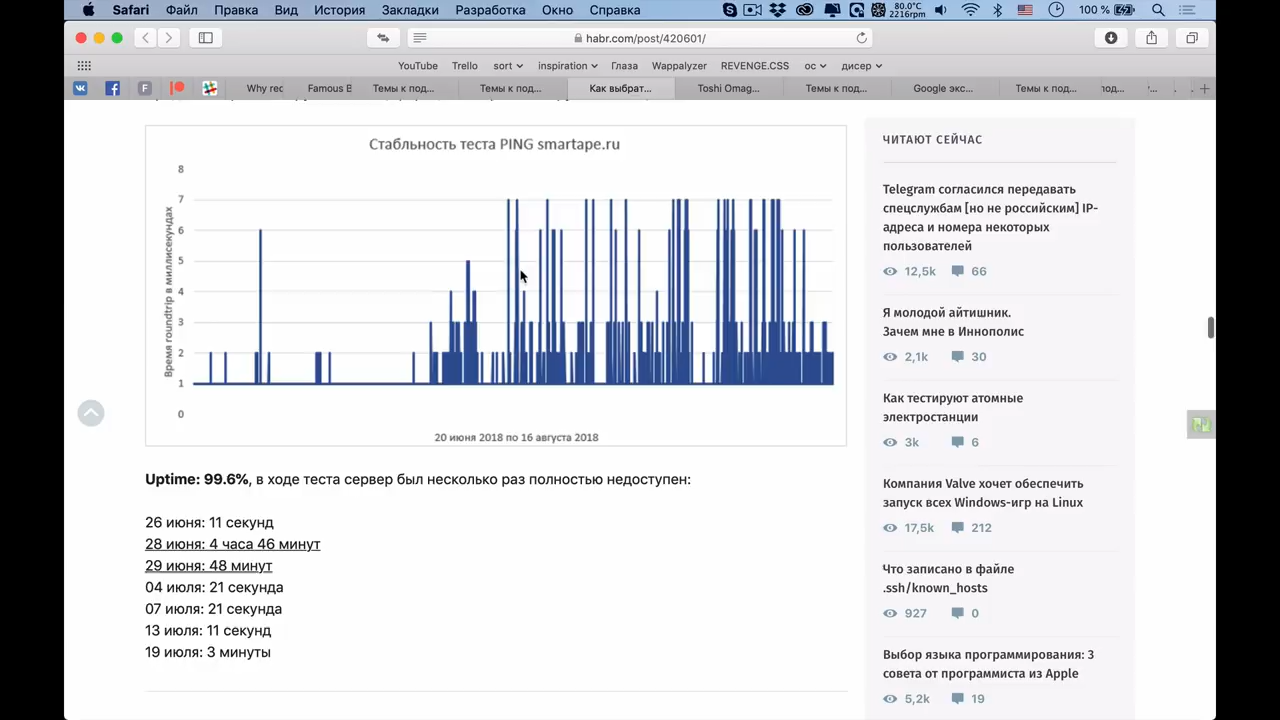 Safari Файл Правка Вид История Закладки Разработка Окно Справка 80.0°C 2216rpm 100 %
habr.com/post/420601/
YouTube Trello sort inspiration Глаза Wappalyzer REVENGE.CSS ос дисер
Why rec Famous E Темы к под... Темы к под... Как выбрат... Toshi Omag... Темы к под... Google экс... Темы к под... под...
Стабльность теста PING smartape.ru
Время roundtrip в миллисекундах
8
7
6
5
4
3
2
1
0
20 июня 2018 по 16 августа 2018
Uptime: 99.6%, в ходе теста сервер был несколько раз полностью недоступен:
26 июня: 11 секунд
28 июня: 4 часа 46 минут
29 июня: 48 минут
04 июля: 21 секунда
07 июля: 21 секунда
13 июля: 11 секунд
19 июля: 3 минуты
ЧИТАЮТ СЕЙЧАС
Telegram согласился передавать
спецслужбам [но не российским] IP-
адреса и номера некоторых
пользователей
12,5k 66
Я молодой айтишник.
Зачем мне в Иннополис
2,1k 30
Как тестируют атомные
электростанции
3k 6
Компания Valve хочет обеспечить
запуск всех Windows-игр на Linux
17,5k 212
Что записано в файле
.ssh/known_hosts
927 0
Выбор языка программирования: 3
совета от программиста из Apple
5,2k 19